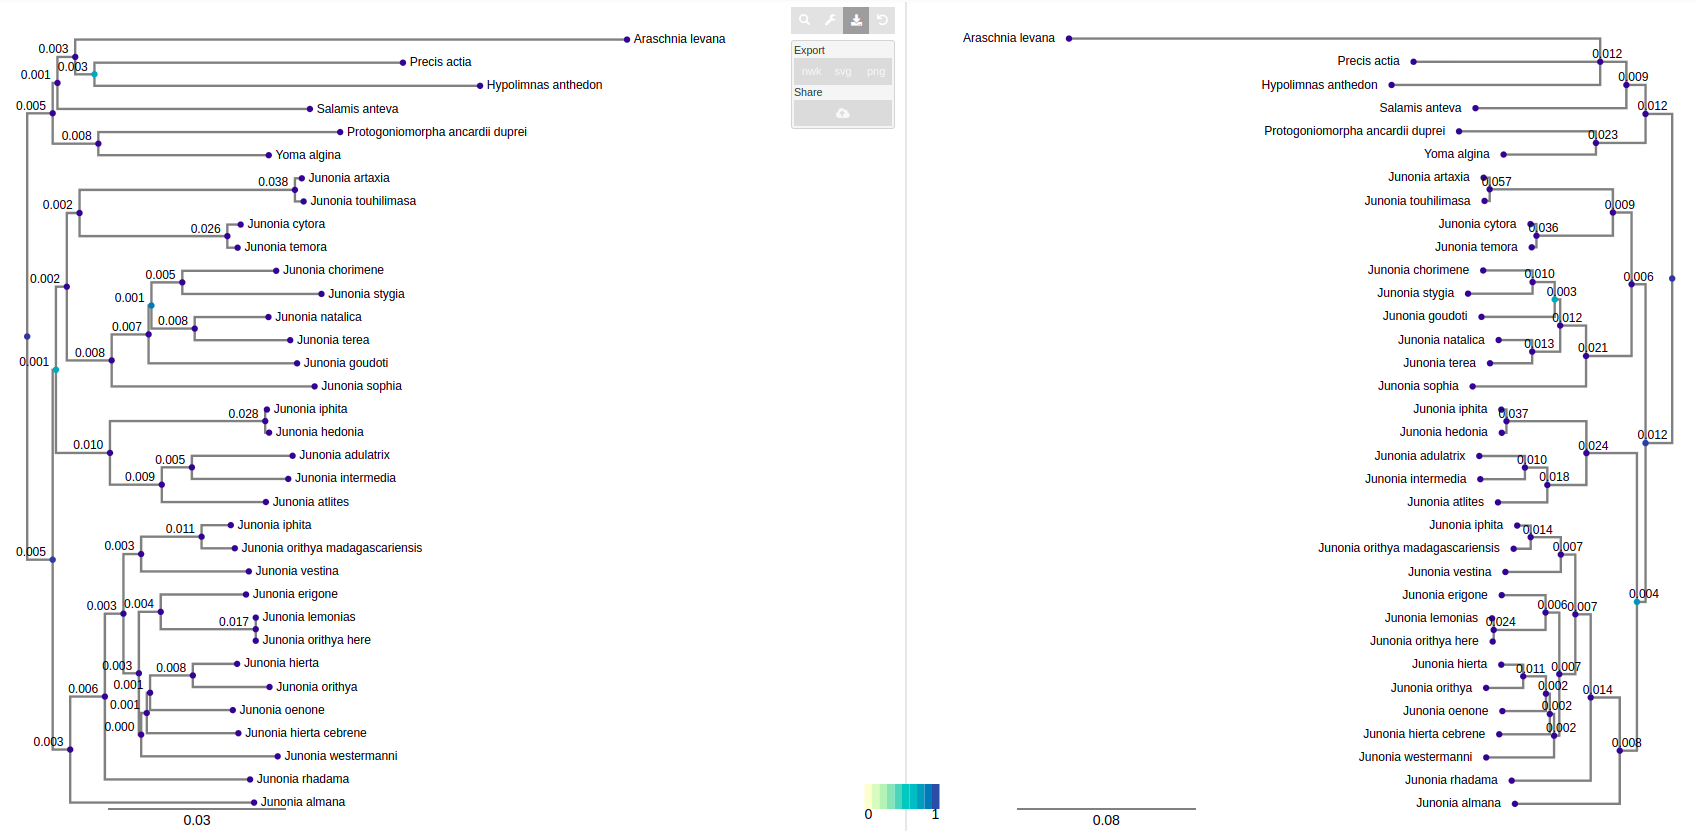 Export
nwk svg png
Share
0.003
Araschnia levana
0.003
Precis actia
0.001
Hypolimnas anthedon
0.005
Salamis anteva
0.008
Protogoniomorpha ancardii duprei
Yoma algina
0.038
Junonia artaxia
Junonia touhilimasa
0.002
0.026
Junonia cytora
Junonia temora
0.002
0.005
Junonia chorimene
Junonia stygia
0.001
0.007
0.008
Junonia natalica
Junonia terea
0.008
Junonia goudoti
0.001
Junonia sophia
0.028
Junonia iphita
Junonia hedonia
0.010
0.005
Junonia adulatrix
0.009
Junonia intermedia
Junonia atlites
0.011
Junonia iphita
0.003
Junonia orithya madagascariensis
0.005
Junonia vestina
0.003
0.004
Junonia erigone
0.017
Junonia lemonias
Junonia orithya here
0.003
0.008
Junonia hierta
0.006
0.001
Junonia orithya
0.001
Junonia oenone
0.000
Junonia hierta cebrene
0.003
Junonia westermanni
Junonia rhadama
Junonia almana
0.03
0 1
Araschnia levana
0.012
Precis actia
0.009
Hypolimnas anthedon
0.012
Salamis anteva
Protogoniomorpha ancardii duprei
0.023
Yoma algina
Junonia artaxia
0.057
Junonia touhilimasa
0.009
Junonia cytora
0.036
Junonia temora
Junonia chorimene
0.010
0.006
Junonia stygia
0.003
Junonia goudoti
0.012
Junonia natalica
0.013
0.021
Junonia terea
Junonia sophia
Junonia iphita
0.037
Junonia hedonia
0.012
0.024
Junonia adulatrix
0.010
Junonia intermedia
0.018
Junonia atlites
Junonia iphita
0.014
Junonia orithya madagascariensis
0.007
Junonia vestina
Junonia erigone
0.004
0.006
0.007
Junonia lemonias
0.024
Junonia orithya here
Junonia hierta
0.011
0.007
Junonia orithya
0.002
0.014
Junonia oenone
0.002
Junonia hierta cebrene
0.002
0.008
Junonia westermanni
Junonia rhadama
Junonia almana
0.08